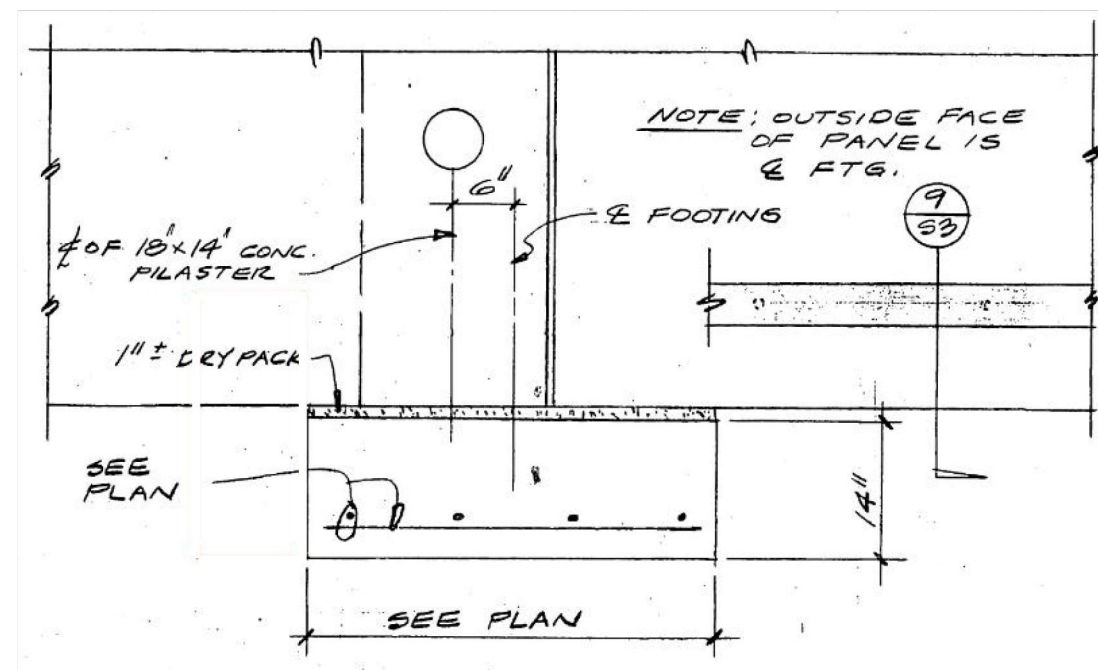 NOTE: OUTSIDE FACE
OF PANEL IS
℄ FTG.
6"
9
S3
℄ FOOTING
℄ OF 18"x14" CONC.
PILASTER
1"± DRYPACK
SEE
PLAN
14"
SEE PLAN